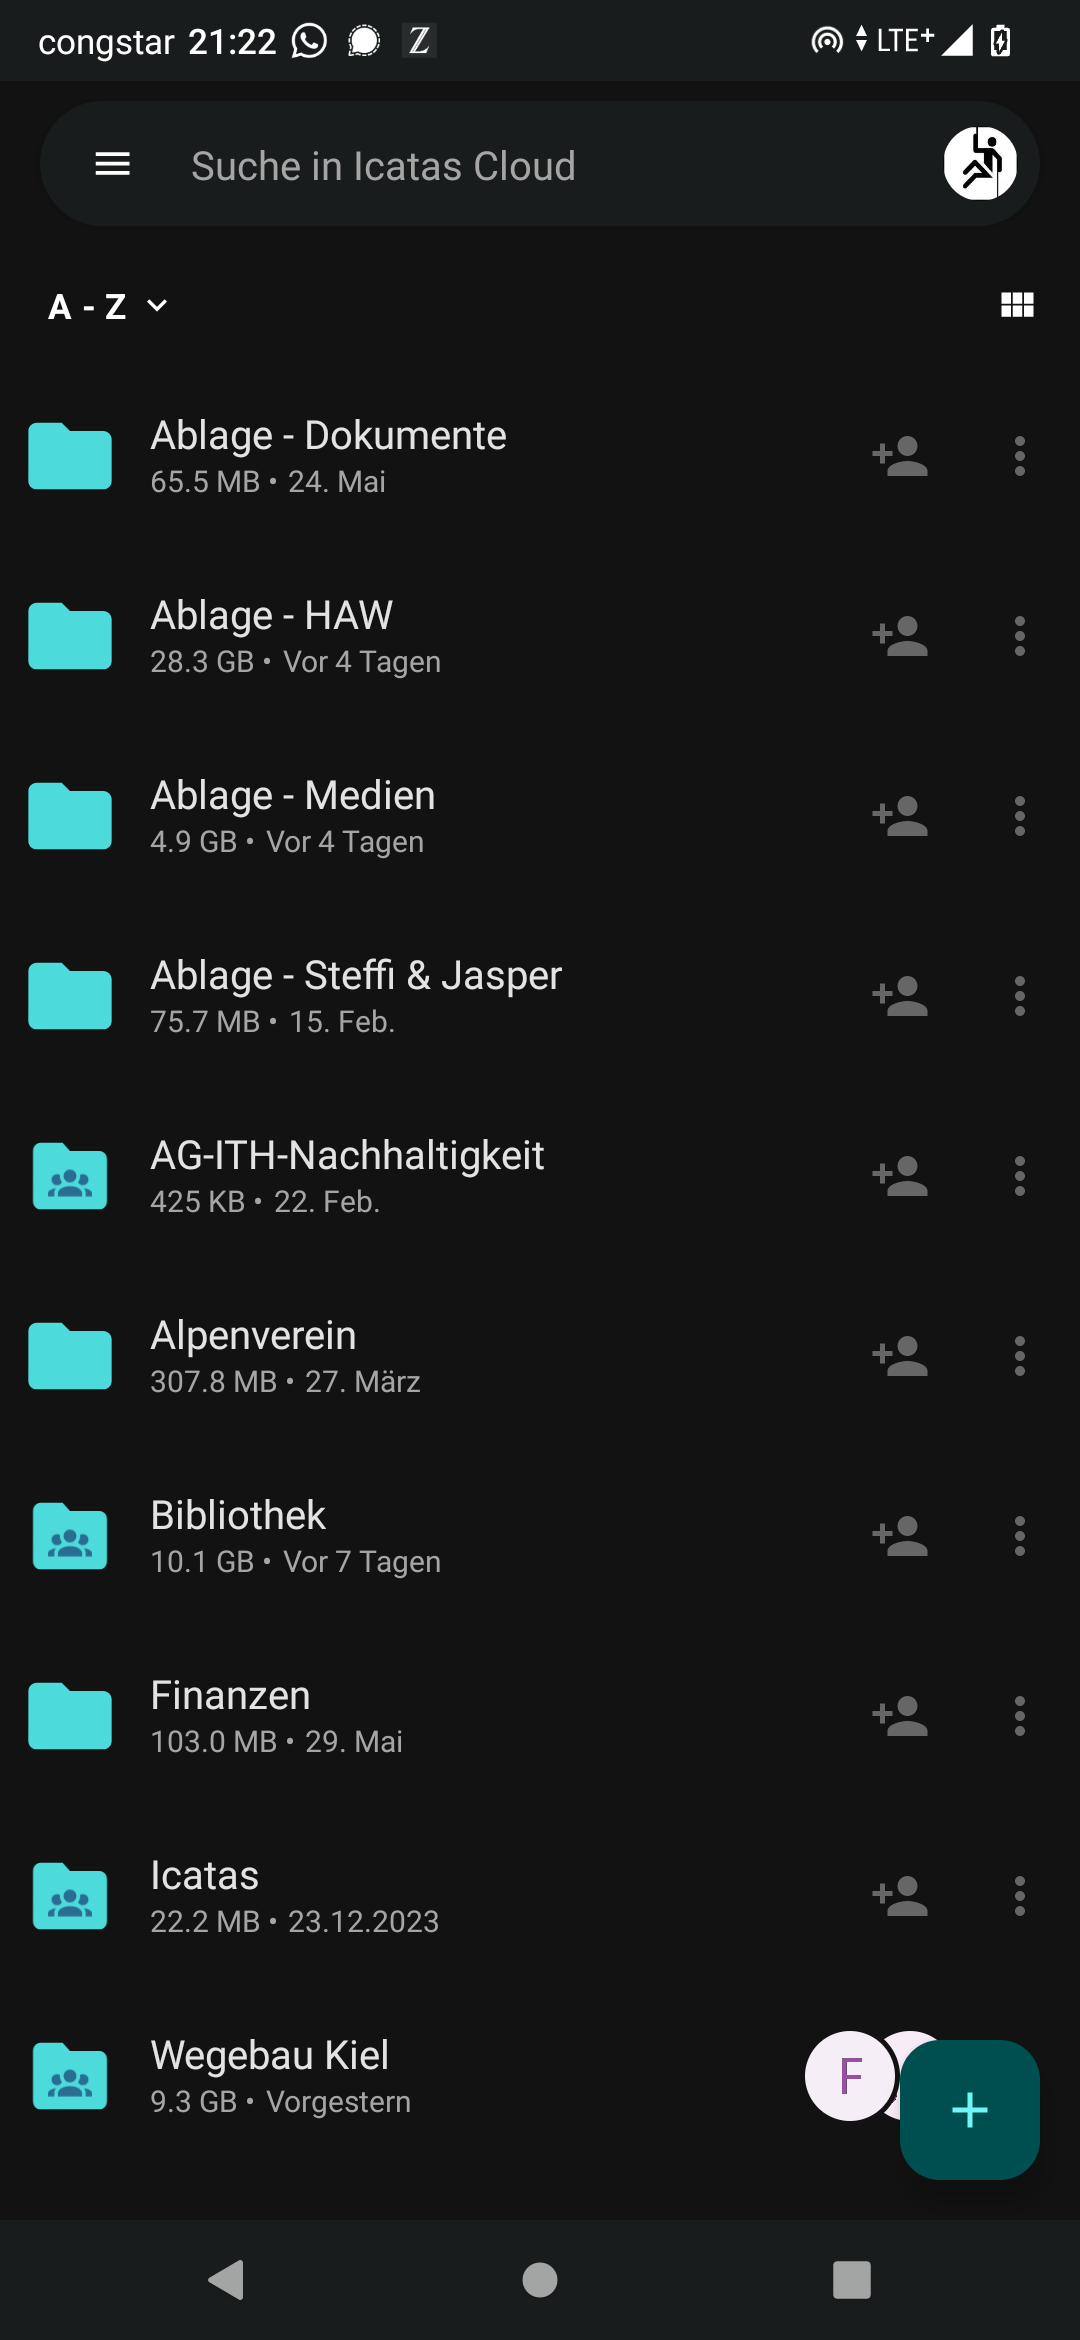 congstar 21:22 Z LTE+
Suche in Icatas Cloud
A - Z
Ablage - Dokumente
65.5 MB • 24. Mai
Ablage - HAW
28.3 GB • Vor 4 Tagen
Ablage - Medien
4.9 GB • Vor 4 Tagen
Ablage - Steffi & Jasper
75.7 MB • 15. Feb.
AG-ITH-Nachhaltigkeit
425 KB • 22. Feb.
Alpenverein
307.8 MB • 27. März
Bibliothek
10.1 GB • Vor 7 Tagen
Finanzen
103.0 MB • 29. Mai
Icatas
22.2 MB • 23.12.2023
Wegebau Kiel
9.3 GB • Vorgestern
F